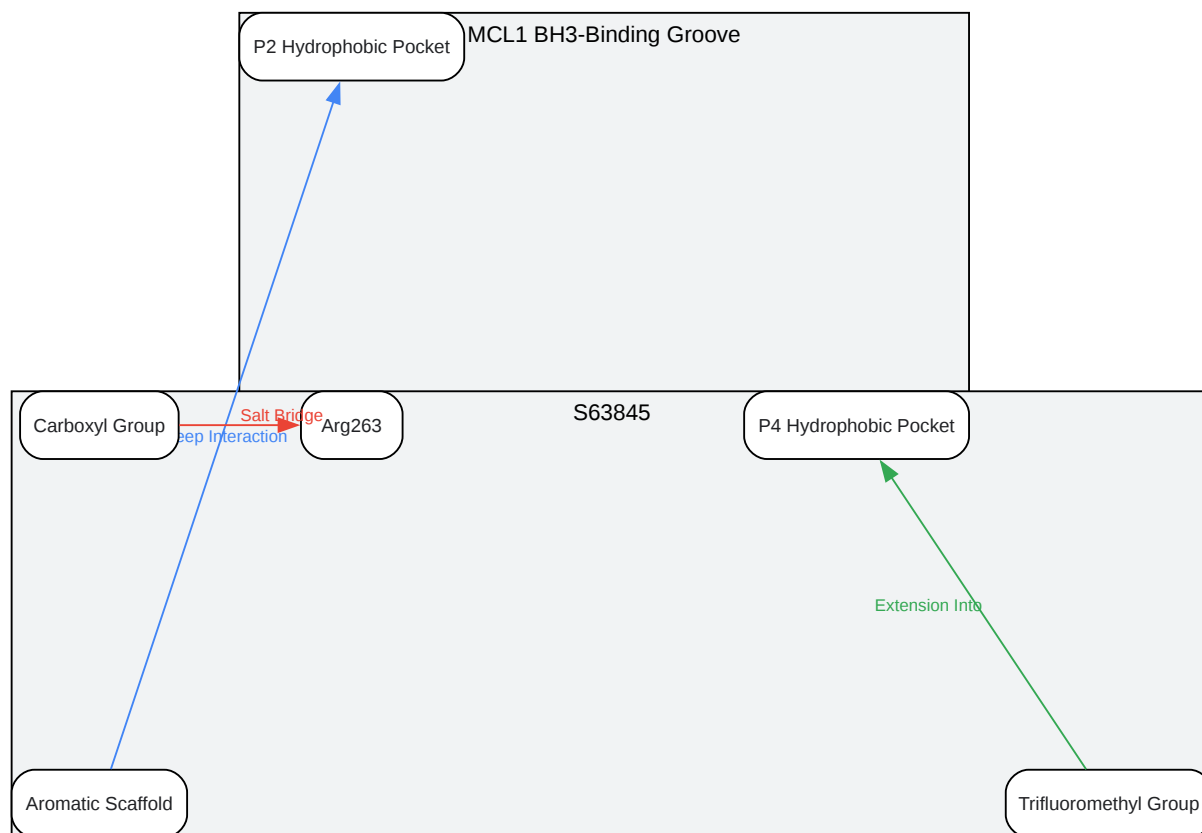 P2 Hydrophobic Pocket
MCL1 BH3-Binding Groove
S63845
Carboxyl Group
Salt Bridge
Arg263
P4 Hydrophobic Pocket
Interaction
Extension Into
Aromatic Scaffold
Trifluoromethyl Group